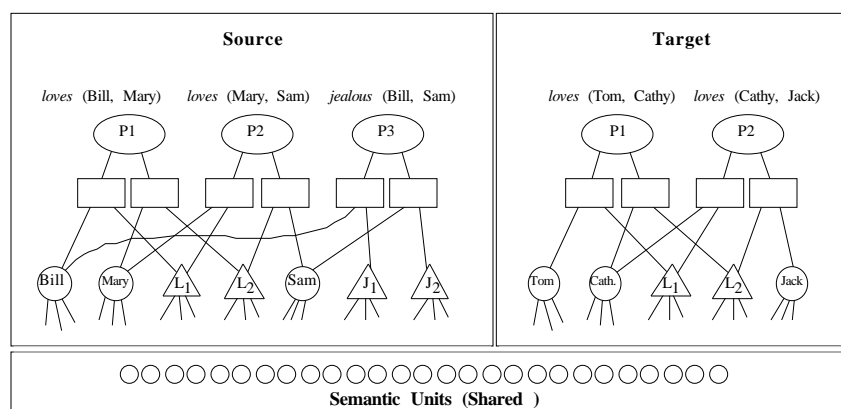 Source
Target
loves (Bill, Mary) loves (Mary, Sam) jealous (Bill, Sam)
loves (Tom, Cathy) loves (Cathy, Jack)
P1 P2 P3
P1 P2
Bill Mary L1 L2 Sam J1 J2
Tom Cath. L1 L2 Jack
Semantic Units (Shared )